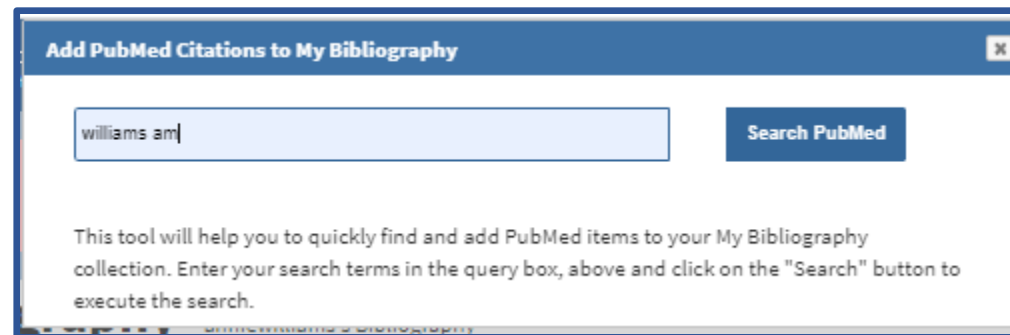 Add PubMed Citations to My Bibliography
williams am
Search PubMed
This tool will help you to quickly find and add PubMed items to your My Bibliography
collection. Enter your search terms in the query box, above and click on the "Search" button to
execute the search.
anniewilliams's Bibliography